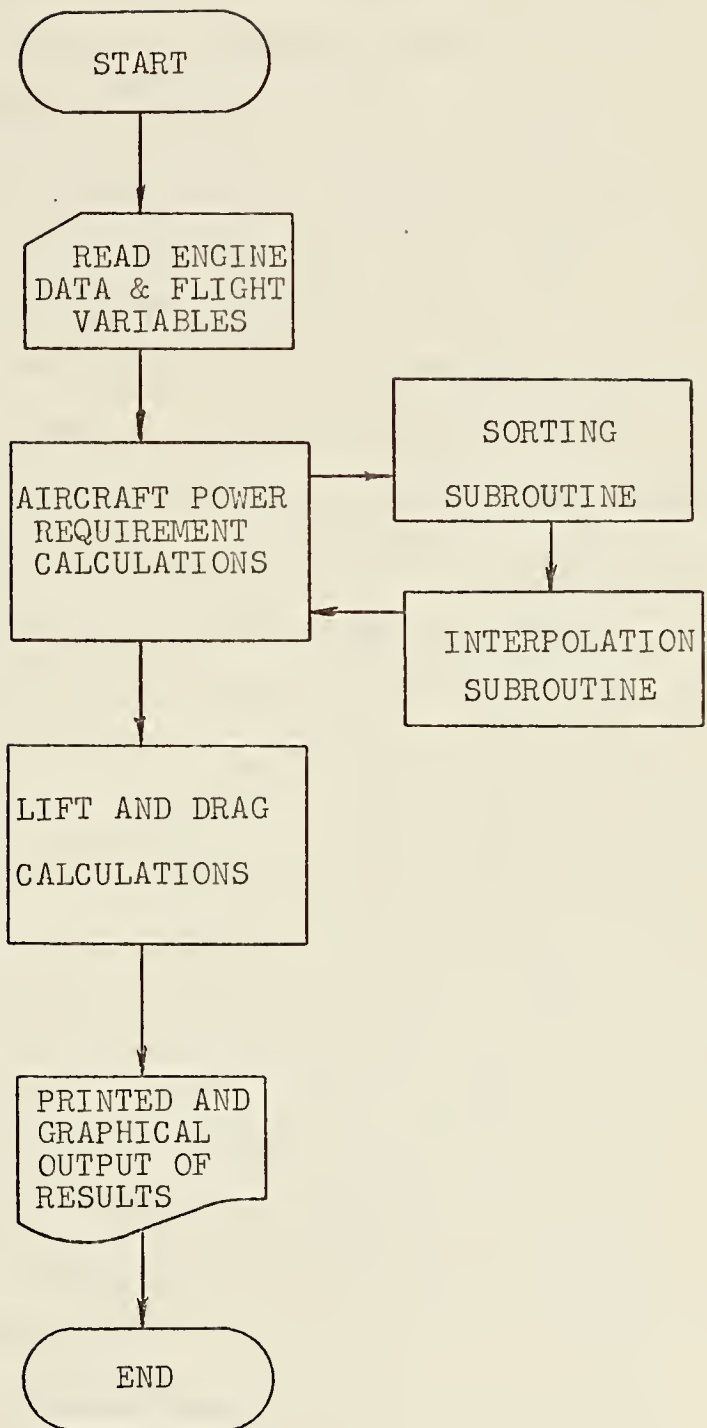 START
READ ENGINE
DATA & FLIGHT
VARIABLES
AIRCRAFT POWER
REQUIREMENT
CALCULATIONS
SORTING
SUBROUTINE
INTERPOLATION
SUBROUTINE
LIFT AND DRAG
CALCULATIONS
PRINTED AND
GRAPHICAL
OUTPUT OF
RESULTS
END